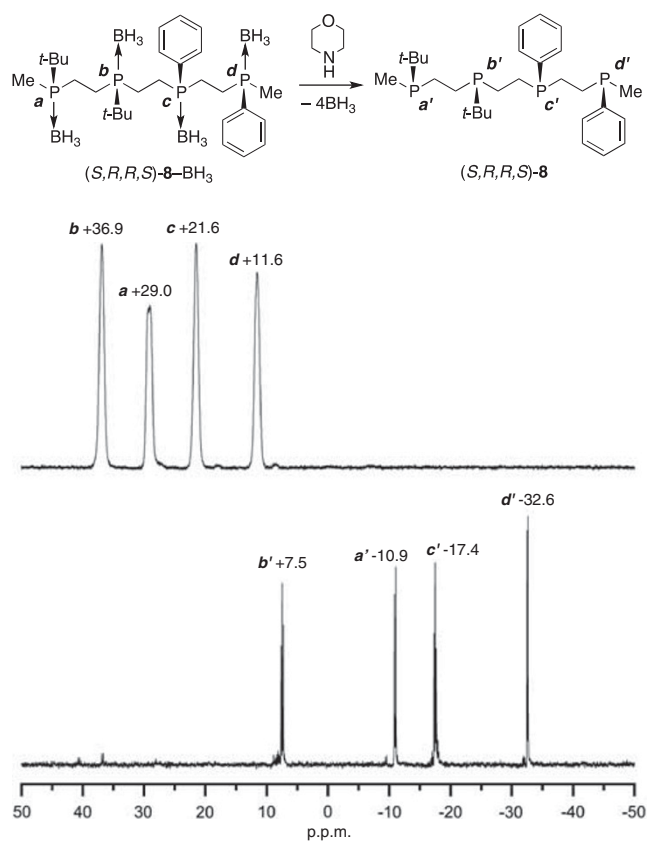 BH3 BH3 O
t-Bu b d t-Bu b' d'
Me P P P P N
H Me P P P P
a t-Bu c Me – 4BH3 a' t-Bu c' Me
BH3 BH3
(S,R,R,S)-8–BH3 (S,R,R,S)-8
b +36.9 c +21.6
d +11.6
a +29.0
d' -32.6
b' +7.5 a' -10.9 c' -17.4
50 40 30 20 10 0 -10 -20 -30 -40 -50
p.p.m.